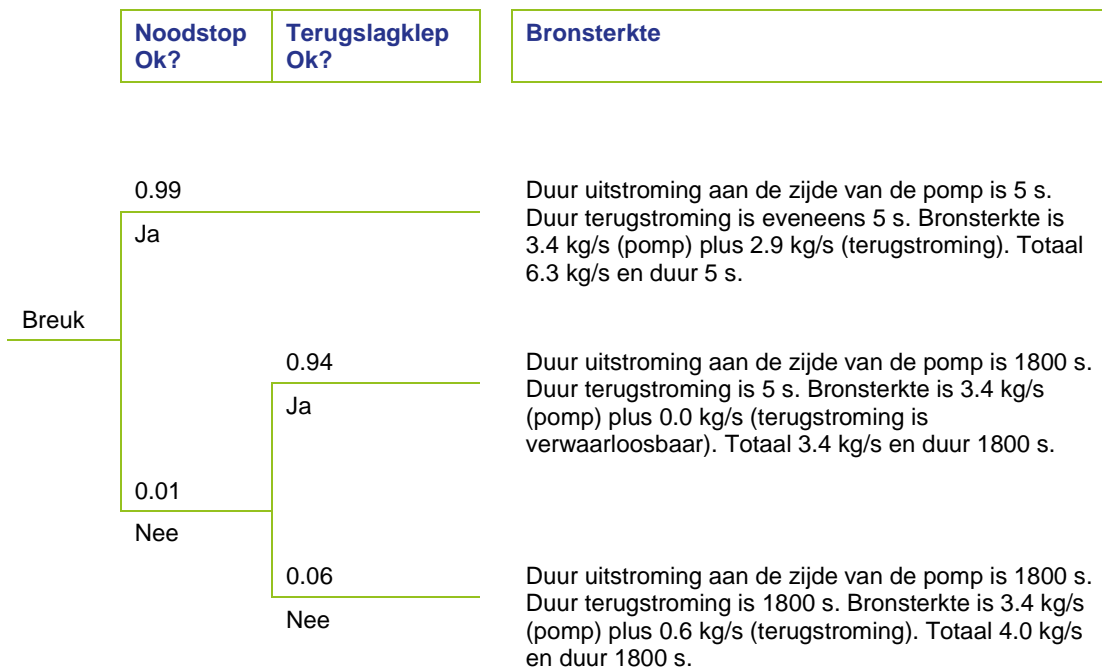 Noodstop Ok?
Terugslagklep Ok?
Bronsterkte
0.99
Ja
Duur uitstroming aan de zijde van de pomp is 5 s.
Duur terugstroming is eveneens 5 s. Bronsterkte is
3.4 kg/s (pomp) plus 2.9 kg/s (terugstroming). Totaal
6.3 kg/s en duur 5 s.
Breuk
0.94
Ja
Duur uitstroming aan de zijde van de pomp is 1800 s.
Duur terugstroming is 5 s. Bronsterkte is 3.4 kg/s
(pomp) plus 0.0 kg/s (terugstroming is
verwaarloosbaar). Totaal 3.4 kg/s en duur 1800 s.
0.01
Nee
0.06
Nee
Duur uitstroming aan de zijde van de pomp is 1800 s.
Duur terugstroming is 1800 s. Bronsterkte is 3.4 kg/s
(pomp) plus 0.6 kg/s (terugstroming). Totaal 4.0 kg/s
en duur 1800 s.